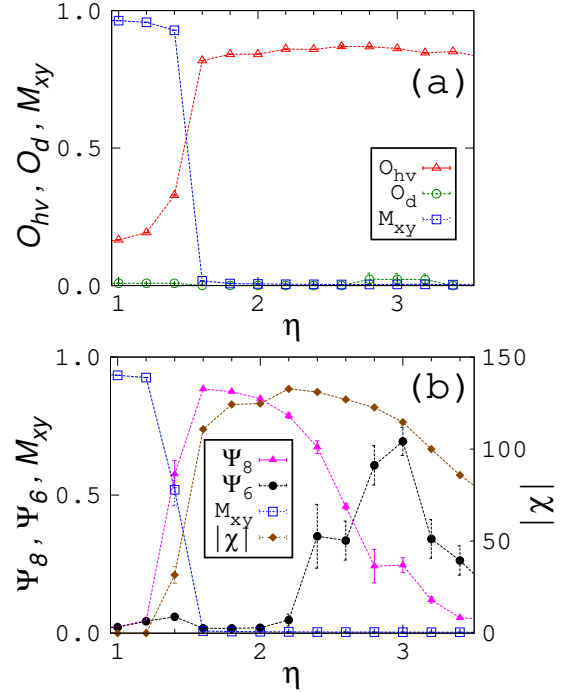 1.0
0.5
0.0
O_hv, O_d, M_xy
(a)
O_hv
O_d
M_xy
1 2 3
η
1.0 150
0.5 100
0.0 50
0
Ψ_8, Ψ_6, M_xy
(b)
Ψ_8
Ψ_6
M_xy
|χ|
|χ|
1 2 3
η